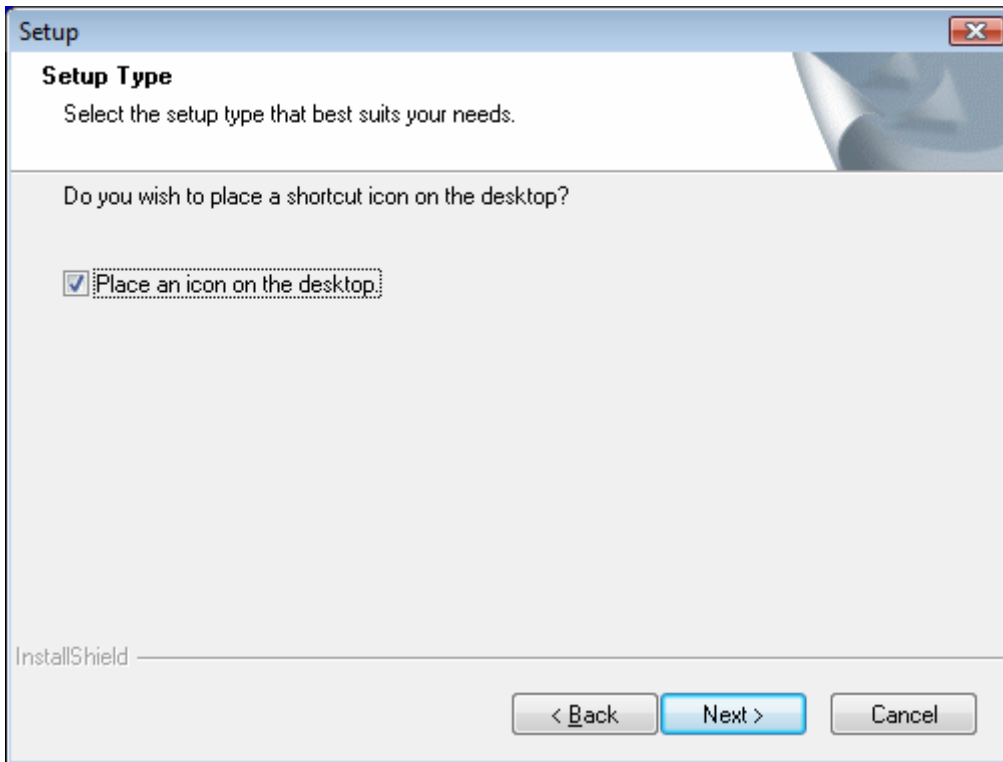 Setup
Setup Type
Select the setup type that best suits your needs.
Do you wish to place a shortcut icon on the desktop?
Place an icon on the desktop.
InstallShield
< Back Next > Cancel